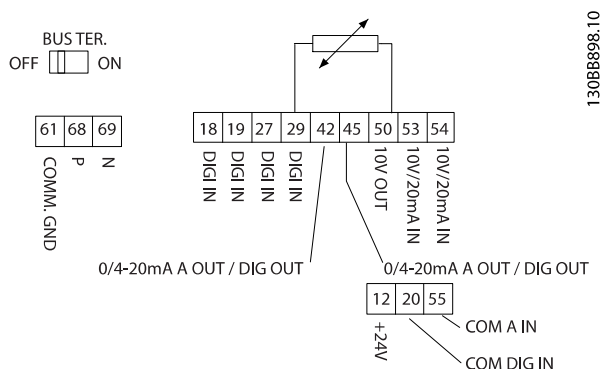 BUS TER.
OFF ON
61 68 69
COMM. GND
P
N
18 19 27 29 42 45 50 53 54
DIGI IN
DIGI IN
DIGI IN
DIGI IN
10V OUT
10V/20mA IN
10V/20mA IN
0/4-20mA A OUT / DIG OUT
0/4-20mA A OUT / DIG OUT
12 20 55
+24V
COM A IN
COM DIG IN
130BB898.10